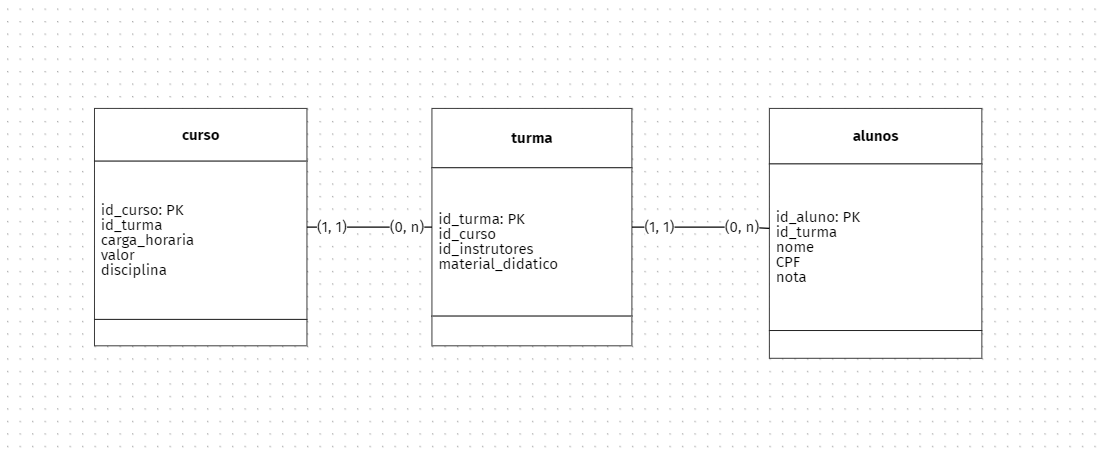 curso
id_curso: PK
id_turma
carga_horaria
valor
disciplina
(1, 1)
(0, n)
turma
id_turma: PK
id_curso
id_instrutores
material_didatico
(1, 1)
(0, n)
alunos
id_aluno: PK
id_turma
nome
CPF
nota